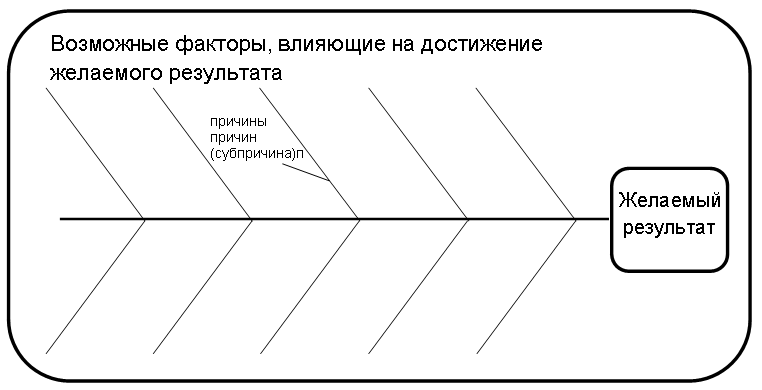 Возможные факторы, влияющие на достижение
желаемого результата
причины
причин
(субпричина)п
Желаемый
результат